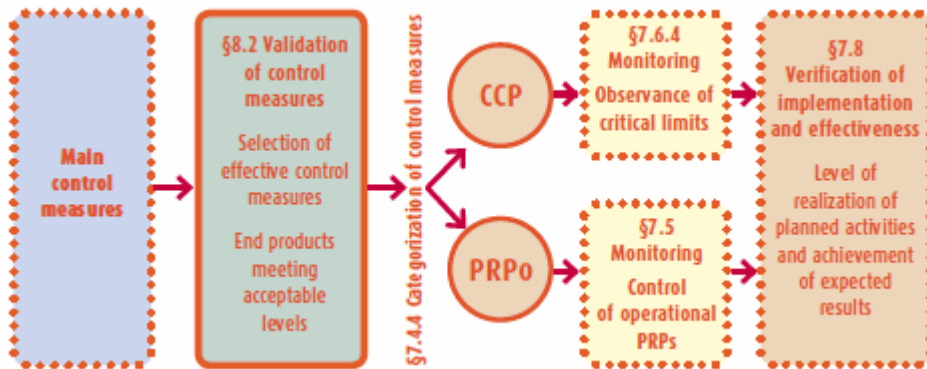 Main
control
measures
§8.2 Validation
of control
measures
Selection of
effective control
measures
End products
meeting
acceptable
levels
§7.4.4 Categorization of control measures
CCP
PRPo
§7.6.4
Monitoring
Observance of
critical limits
§7.5
Monitoring
Control
of operational
PRPs
§7.8
Verification of
implementation
and effectiveness
Level of
realization of
planned activities
and achievement
of expected
results